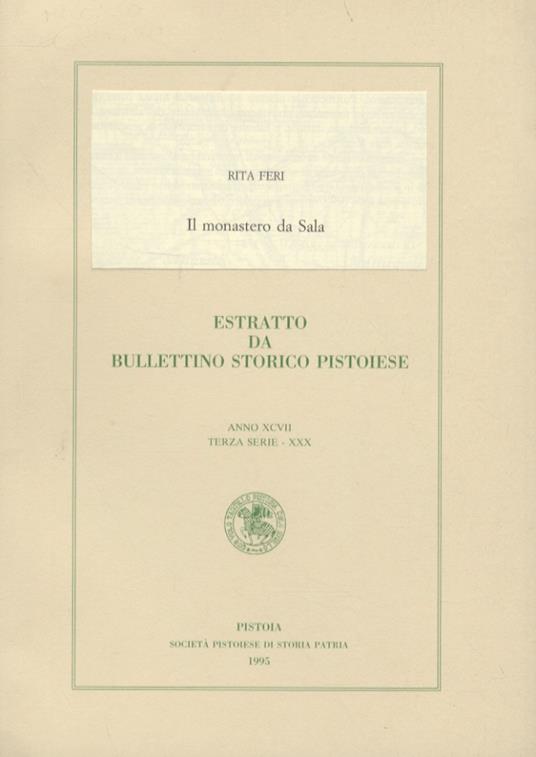 RITA FERI
Il monastero da Sala
ESTRATTO
DA
BULLETTINO STORICO PISTOIESE
ANNO XCVII
TERZA SERIE - XXX
PISTOIA
SOCIETÀ PISTOIESE DI STORIA PATRIA
1995